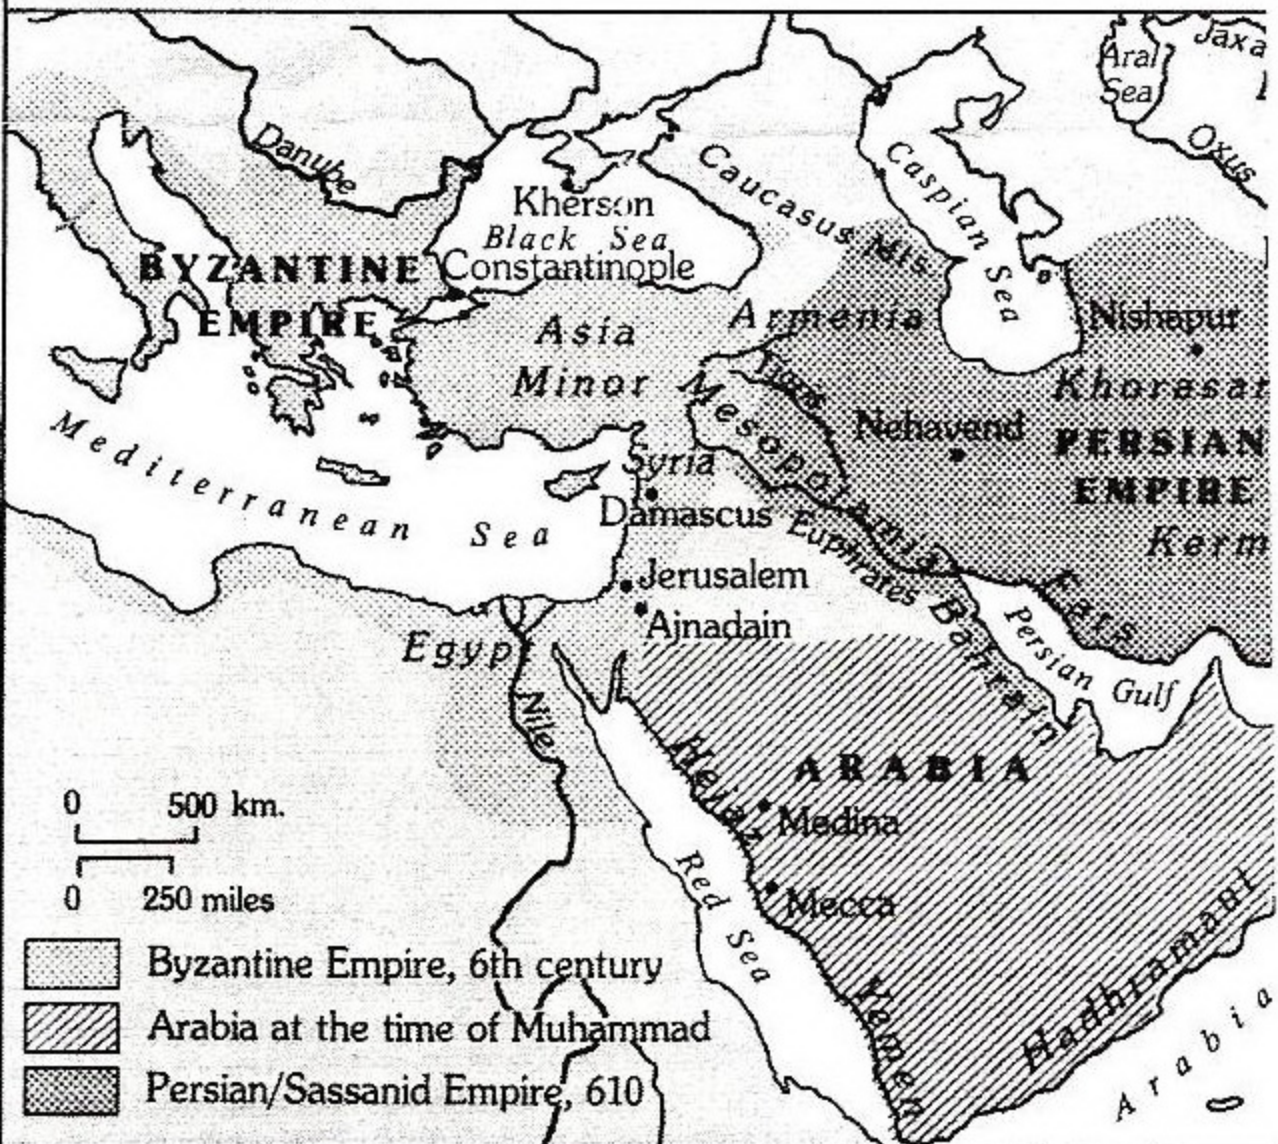 Jaxa
Aral
Sea
Oxus
Danube
Caucasus Mts
Caspian Sea
Kherson
Black Sea
Constantinople
BYZANTINE
EMPIRE
Asia
Minor
Armenia
Nishapur
Khorasan
Tigris
Mesopotamia
Nehavend
PERSIAN
EMPIRE
Mediterranean Sea
Syria
Damascus
Euphrates
Kerm
Fars
Jerusalem
Ajnadain
Bahrain
Persian Gulf
Egypt
Nile
Hejaz
ARABIA
Medina
Mecca
Red Sea
Yemen
Hadhramaut
Arabia
0 500 km.
0 250 miles
Byzantine Empire, 6th century
Arabia at the time of Muhammad
Persian/Sassanid Empire, 610